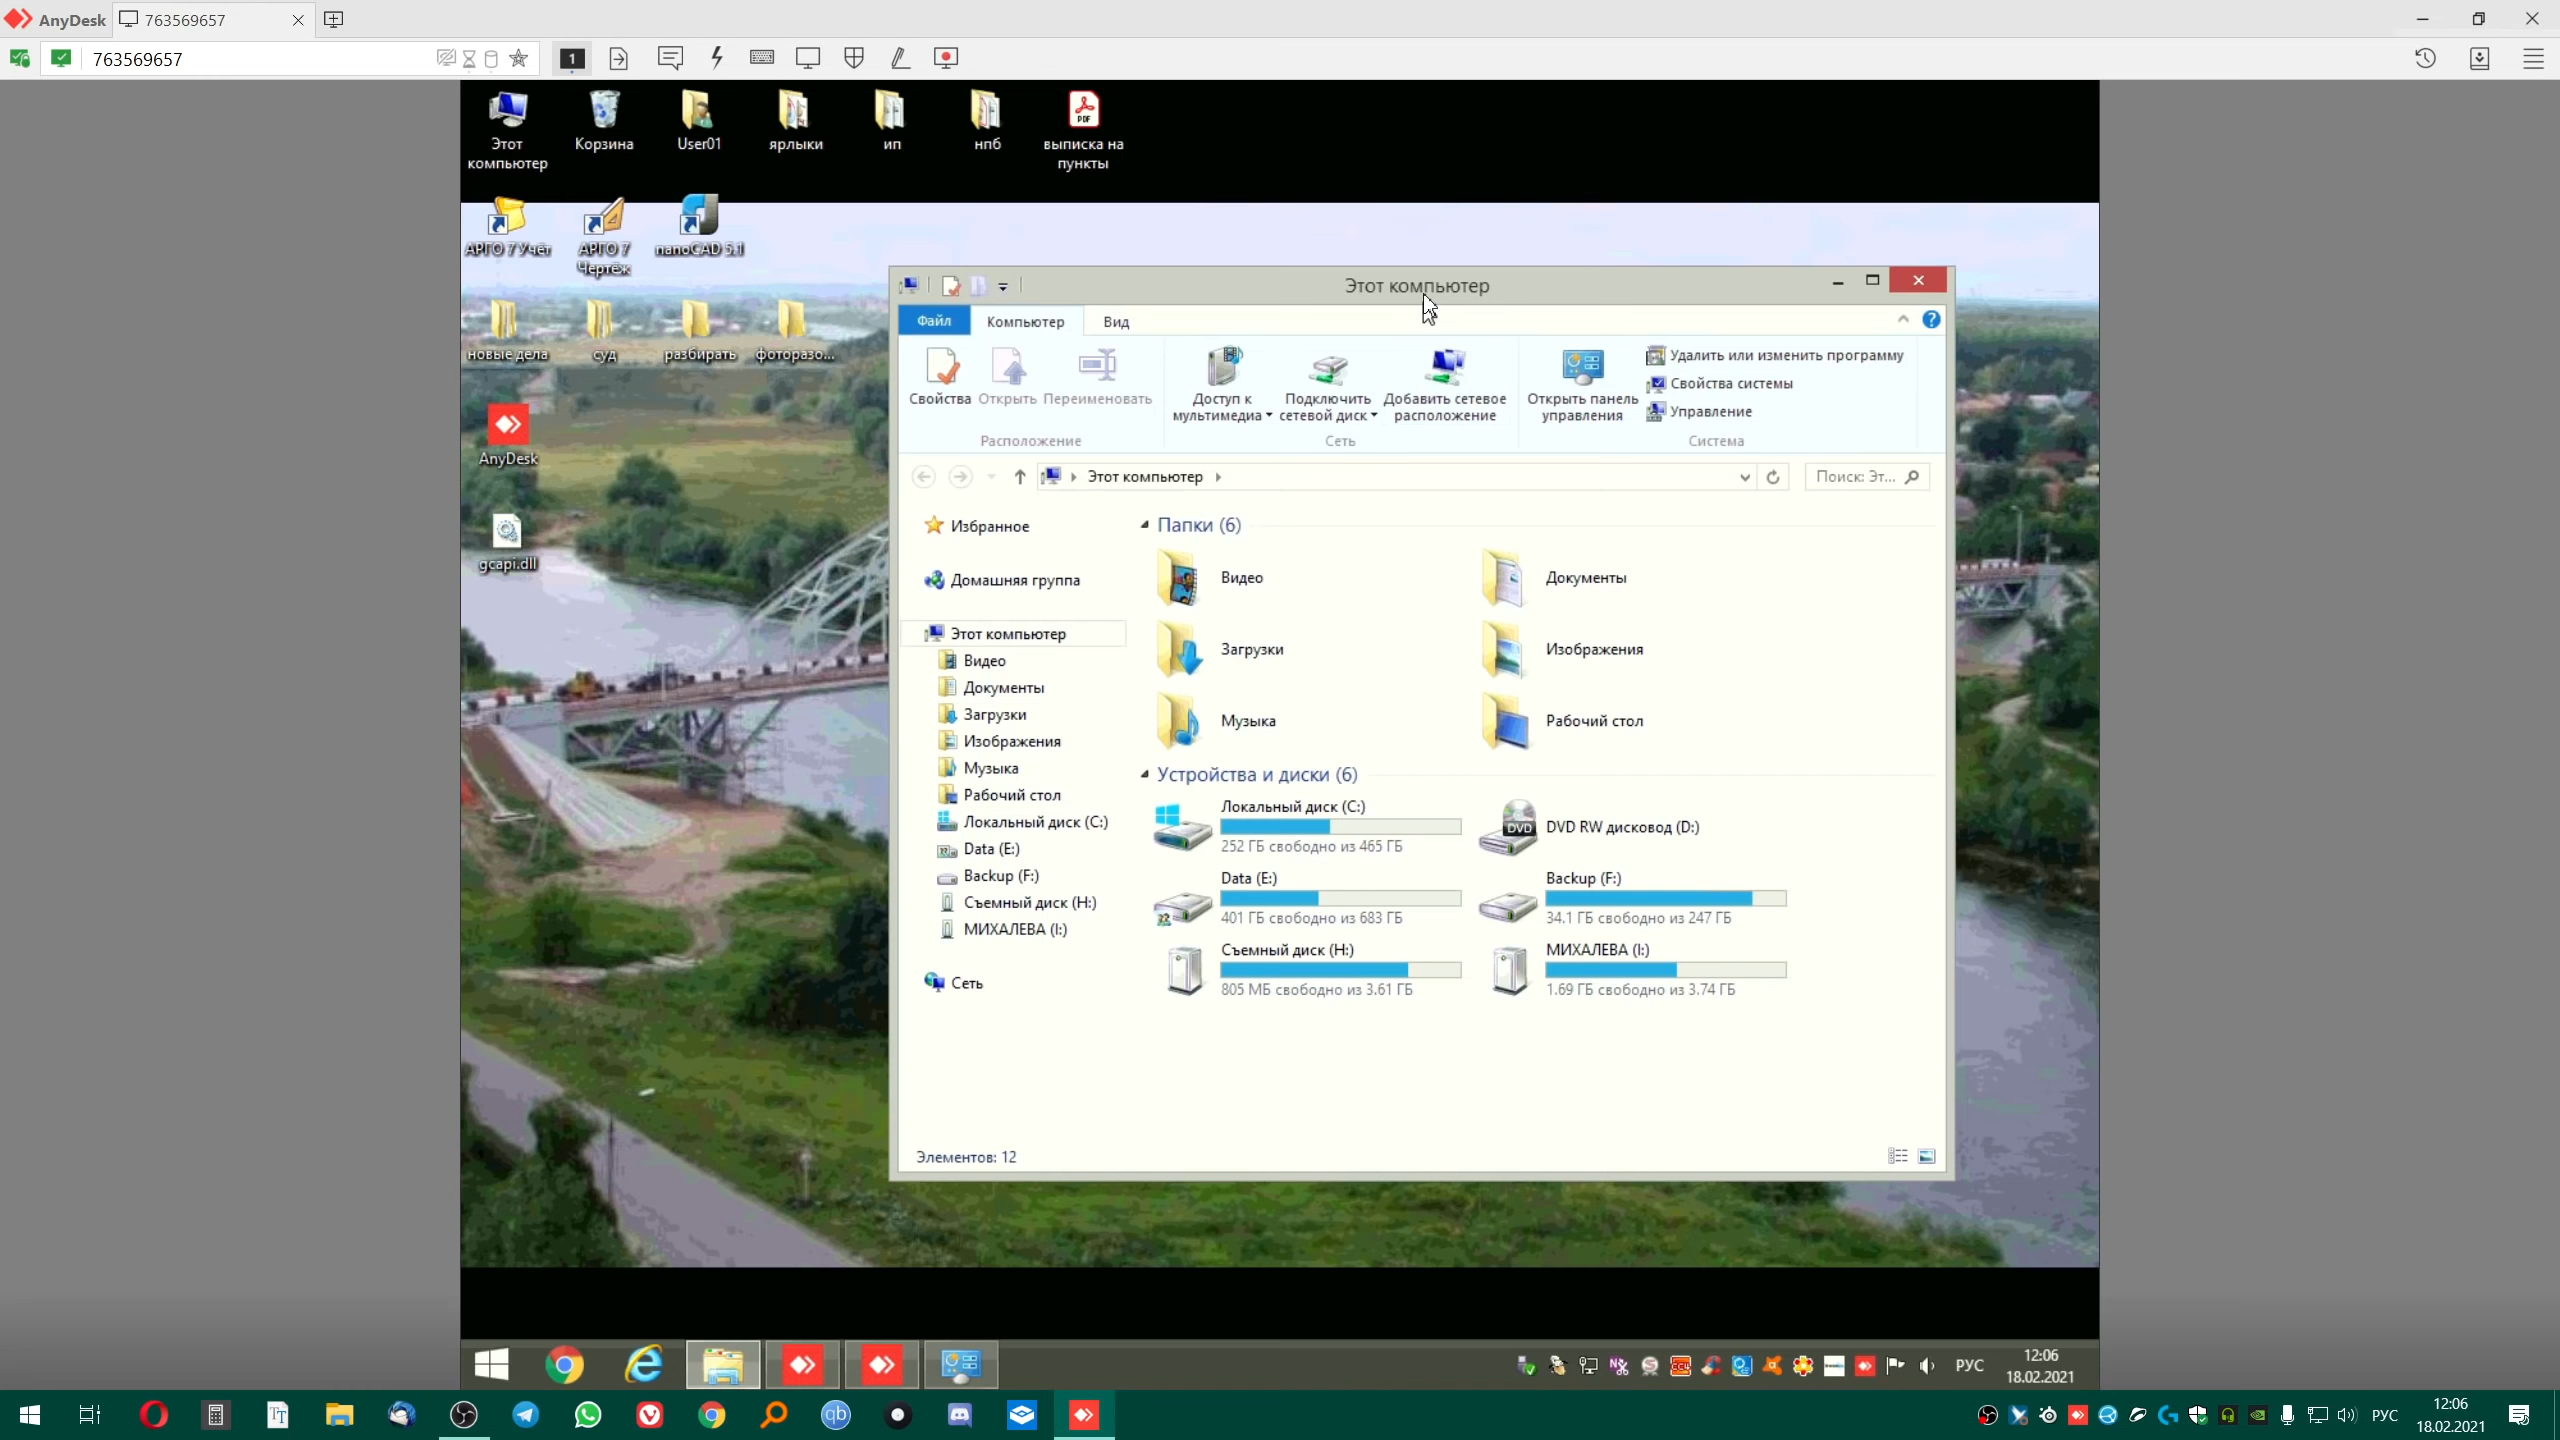 AnyDesk
763569657
763569657
1
Этот компьютер
Корзина
User01
ярлыки
ип
нпб
PDF
выписка на пункты
АРГО 7 Учёт
АРГО 7 Чертёж
nanoCAD 5.1
новые дела
суд
разбирать
фоторазо...
AnyDesk
gcapi.dll
Этот компьютер
Файл
Компьютер
Вид
Свойства
Открыть
Переименовать
Доступ к мультимедиа
Подключить сетевой диск
Добавить сетевое расположение
Открыть панель управления
Удалить или изменить программу
Свойства системы
Управление
Расположение
Сеть
Система
Этот компьютер
Поиск: Эт...
Избранное
Домашняя группа
Этот компьютер
Видео
Документы
Загрузки
Изображения
Музыка
Рабочий стол
Локальный диск (C:)
Data (E:)
Backup (F:)
Съемный диск (H:)
МИХАЛЕВА (I:)
Сеть
Папки (6)
Видео
Документы
Загрузки
Изображения
Музыка
Рабочий стол
Устройства и диски (6)
Локальный диск (C:)
252 ГБ свободно из 465 ГБ
DVD
DVD RW дисковод (D:)
Data (E:)
401 ГБ свободно из 683 ГБ
Backup (F:)
34.1 ГБ свободно из 247 ГБ
Съемный диск (H:)
805 МБ свободно из 3.61 ГБ
МИХАЛЕВА (I:)
1.69 ГБ свободно из 3.74 ГБ
Элементов: 12
РУС
12:06
18.02.2021
qb
РУС
12:06
18.02.2021